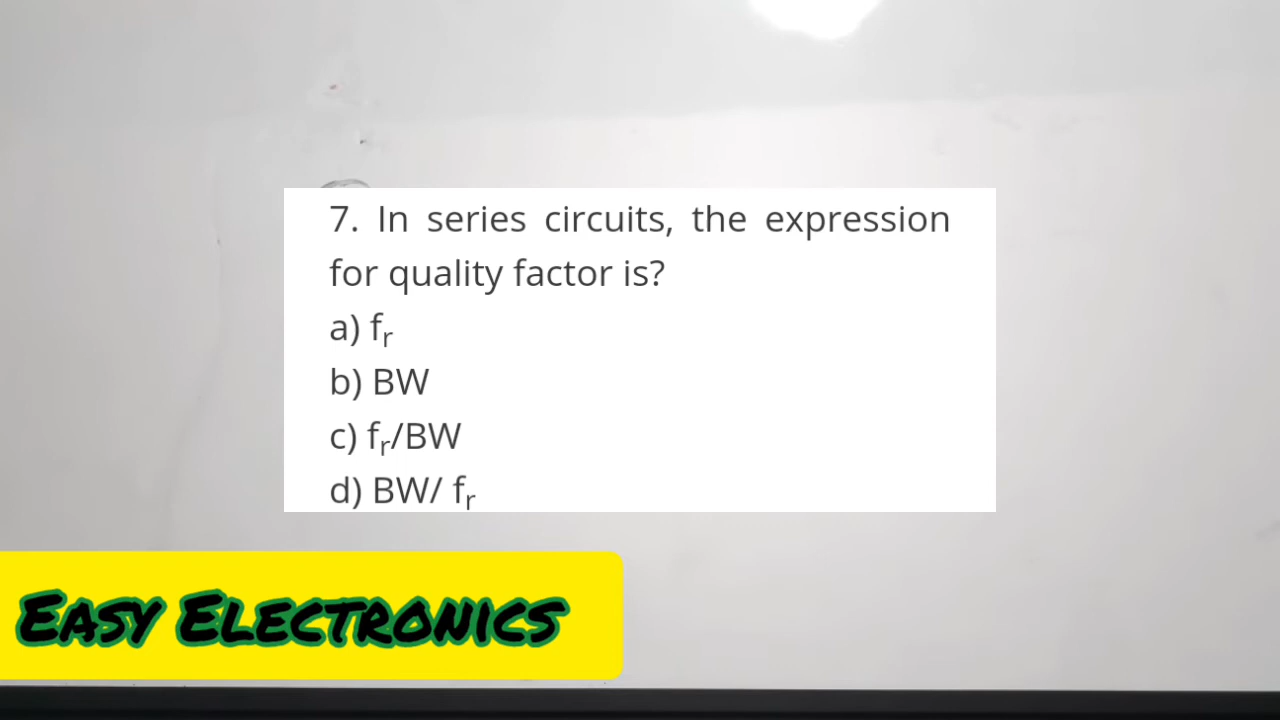 7. In series circuits, the expression
for quality factor is?
a) fᵣ
b) BW
c) fᵣ/BW
d) BW/ fᵣ
EASY ELECTRONICS